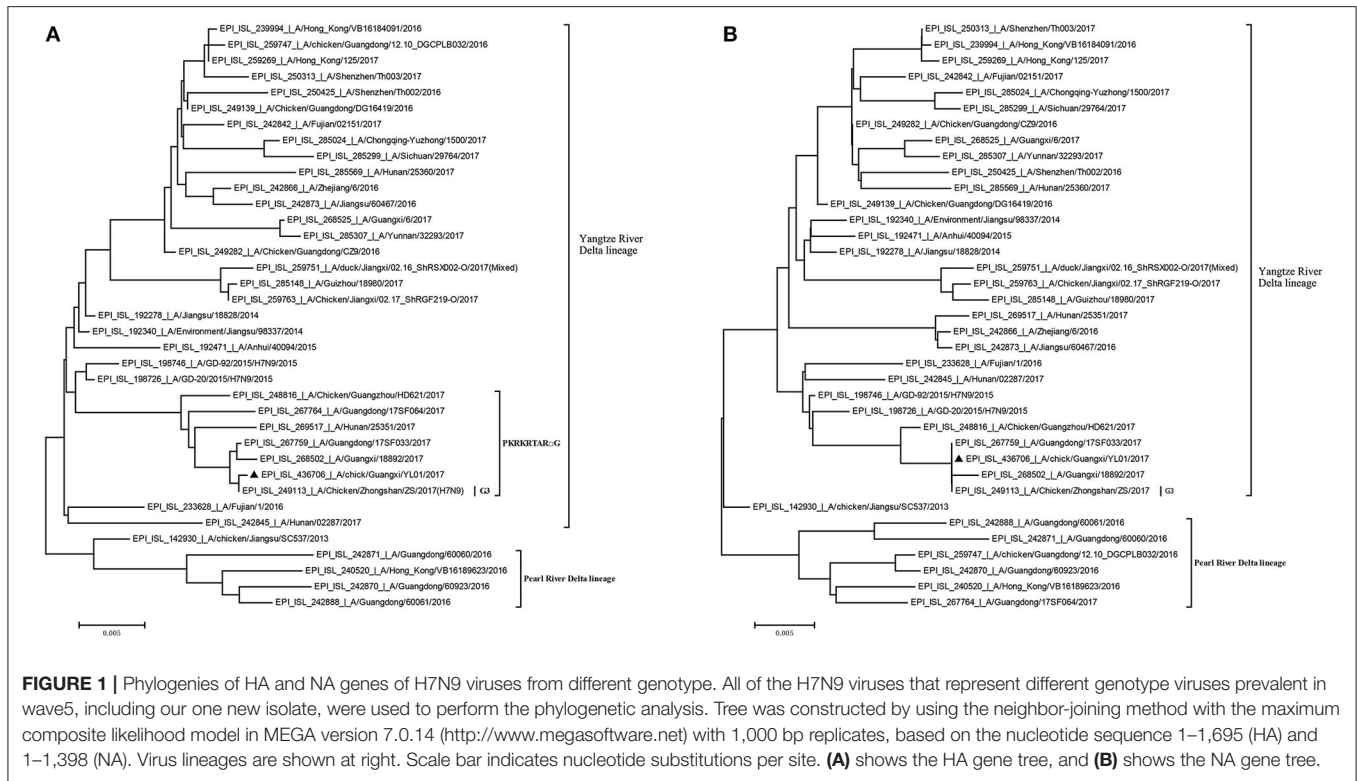 A
EPI_ISL_239994_|_A/Hong_Kong/VB16184091/2016
EPI_ISL_259747_|_A/chicken/Guangdong/12.10_DGCPLB032/2016
EPI_ISL_259269_|_A/Hong_Kong/125/2017
EPI_ISL_250313_|_A/Shenzhen/Th003/2017
EPI_ISL_250425_|_A/Shenzhen/Th002/2016
EPI_ISL_249139_|_A/Chicken/Guangdong/DG16419/2016
EPI_ISL_242842_|_A/Fujian/02151/2017
EPI_ISL_285024_|_A/Chongqing-Yuzhong/1500/2017
EPI_ISL_285299_|_A/Sichuan/29764/2017
EPI_ISL_285569_|_A/Hunan/25360/2017
EPI_ISL_242866_|_A/Zhejiang/6/2016
EPI_ISL_242873_|_A/Jiangsu/60467/2016
EPI_ISL_268525_|_A/Guangxi/6/2017
EPI_ISL_285307_|_A/Yunnan/32293/2017
EPI_ISL_249282_|_A/Chicken/Guangdong/CZ9/2016
EPI_ISL_259751_|_A/duck/Jiangxi/02.16_ShRSX002-O/2017(Mixed)
EPI_ISL_285148_|_A/Guizhou/18980/2017
EPI_ISL_259763_|_A/Chicken/Jiangxi/02.17_ShRGF219-O/2017
EPI_ISL_192278_|_A/Jiangsu/18828/2014
EPI_ISL_192340_|_A/Environment/Jiangsu/98337/2014
EPI_ISL_192471_|_A/Anhui/40094/2015
EPI_ISL_198746_|_A/GD-92/2015/H7N9/2015
EPI_ISL_198726_|_A/GD-20/2015/H7N9/2015
EPI_ISL_248816_|_A/Chicken/Guangzhou/HD621/2017
EPI_ISL_267764_|_A/Guangdong/17SF064/2017
EPI_ISL_269517_|_A/Hunan/25351/2017
EPI_ISL_267759_|_A/Guangdong/17SF033/2017
EPI_ISL_268502_|_A/Guangxi/18892/2017
▲ EPI_ISL_436706_|_A/chick/Guangxi/YL01/2017
EPI_ISL_249113_|_A/Chicken/Zhongshan/ZS/2017(H7N9)
EPI_ISL_233628_|_A/Fujian/1/2016
EPI_ISL_242845_|_A/Hunan/02287/2017
EPI_ISL_142930_|_A/chicken/Jiangsu/SC537/2013
EPI_ISL_242871_|_A/Guangdong/60060/2016
EPI_ISL_240520_|_A/Hong_Kong/VB16189623/2016
EPI_ISL_242870_|_A/Guangdong/60923/2016
EPI_ISL_242888_|_A/Guangdong/60061/2016
Yangtze River
Delta lineage
PKRKRTAR□G
G3
Pearl River Delta lineage
0.005
B
EPI_ISL_250313_|_A/Shenzhen/Th003/2017
EPI_ISL_239994_|_A/Hong_Kong/VB16184091/2016
EPI_ISL_259269_|_A/Hong_Kong/125/2017
EPI_ISL_242842_|_A/Fujian/02151/2017
EPI_ISL_285024_|_A/Chongqing-Yuzhong/1500/2017
EPI_ISL_285299_|_A/Sichuan/29764/2017
EPI_ISL_249282_|_A/Chicken/Guangdong/CZ9/2016
EPI_ISL_268525_|_A/Guangxi/6/2017
EPI_ISL_285307_|_A/Yunnan/32293/2017
EPI_ISL_250425_|_A/Shenzhen/Th002/2016
EPI_ISL_285569_|_A/Hunan/25360/2017
EPI_ISL_249139_|_A/Chicken/Guangdong/DG16419/2016
EPI_ISL_192340_|_A/Environment/Jiangsu/98337/2014
EPI_ISL_192471_|_A/Anhui/40094/2015
EPI_ISL_192278_|_A/Jiangsu/18828/2014
EPI_ISL_259751_|_A/duck/Jiangxi/02.16_ShRSX002-O/2017(Mixed)
EPI_ISL_259763_|_A/Chicken/Jiangxi/02.17_ShRGF219-O/2017
EPI_ISL_285148_|_A/Guizhou/18980/2017
EPI_ISL_269517_|_A/Hunan/25351/2017
EPI_ISL_242866_|_A/Zhejiang/6/2016
EPI_ISL_242873_|_A/Jiangsu/60467/2016
EPI_ISL_233628_|_A/Fujian/1/2016
EPI_ISL_242845_|_A/Hunan/02287/2017
EPI_ISL_198746_|_A/GD-92/2015/H7N9/2015
EPI_ISL_198726_|_A/GD-20/2015/H7N9/2015
EPI_ISL_248816_|_A/Chicken/Guangzhou/HD621/2017
EPI_ISL_267759_|_A/Guangdong/17SF033/2017
▲ EPI_ISL_436706_|_A/chick/Guangxi/YL01/2017
EPI_ISL_268502_|_A/Guangxi/18892/2017
EPI_ISL_249113_|_A/Chicken/Zhongshan/ZS/2017
EPI_ISL_142930_|_A/chicken/Jiangsu/SC537/2013
EPI_ISL_242888_|_A/Guangdong/60061/2016
EPI_ISL_242871_|_A/Guangdong/60060/2016
EPI_ISL_259747_|_A/chicken/Guangdong/12.10_DGCPLB032/2016
EPI_ISL_242870_|_A/Guangdong/60923/2016
EPI_ISL_240520_|_A/Hong_Kong/VB16189623/2016
EPI_ISL_267764_|_A/Guangdong/17SF064/2017
Yangtze River
Delta lineage
G3
Pearl River Delta lineage
0.005
FIGURE 1 | Phylogenies of HA and NA genes of H7N9 viruses from different genotype. All of the H7N9 viruses that represent different genotype viruses prevalent in
wave5, including our one new isolate, were used to perform the phylogenetic analysis. Tree was constructed by using the neighbor-joining method with the maximum
composite likelihood model in MEGA version 7.0.14 (http://www.megasoftware.net) with 1,000 bp replicates, based on the nucleotide sequence 1–1,695 (HA) and
1–1,398 (NA). Virus lineages are shown at right. Scale bar indicates nucleotide substitutions per site. (A) shows the HA gene tree, and (B) shows the NA gene tree.